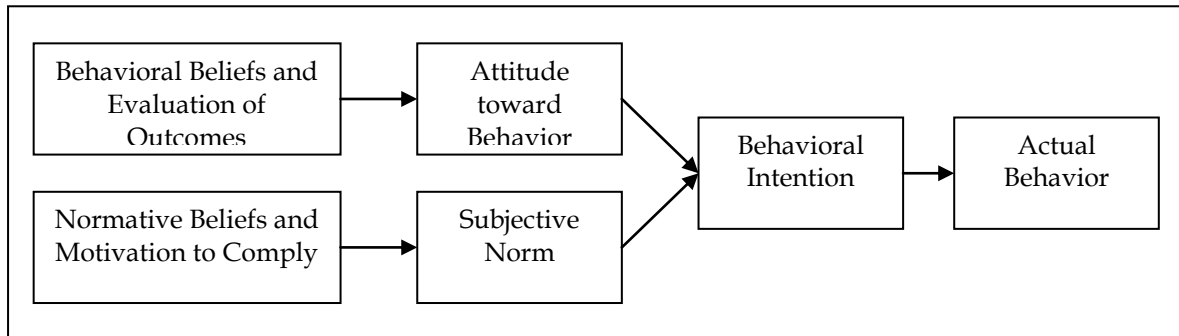 Behavioral Beliefs and
Evaluation of
Outcomes
Attitude
toward
Behavior
Normative Beliefs and
Motivation to Comply
Subjective
Norm
Behavioral
Intention
Actual
Behavior